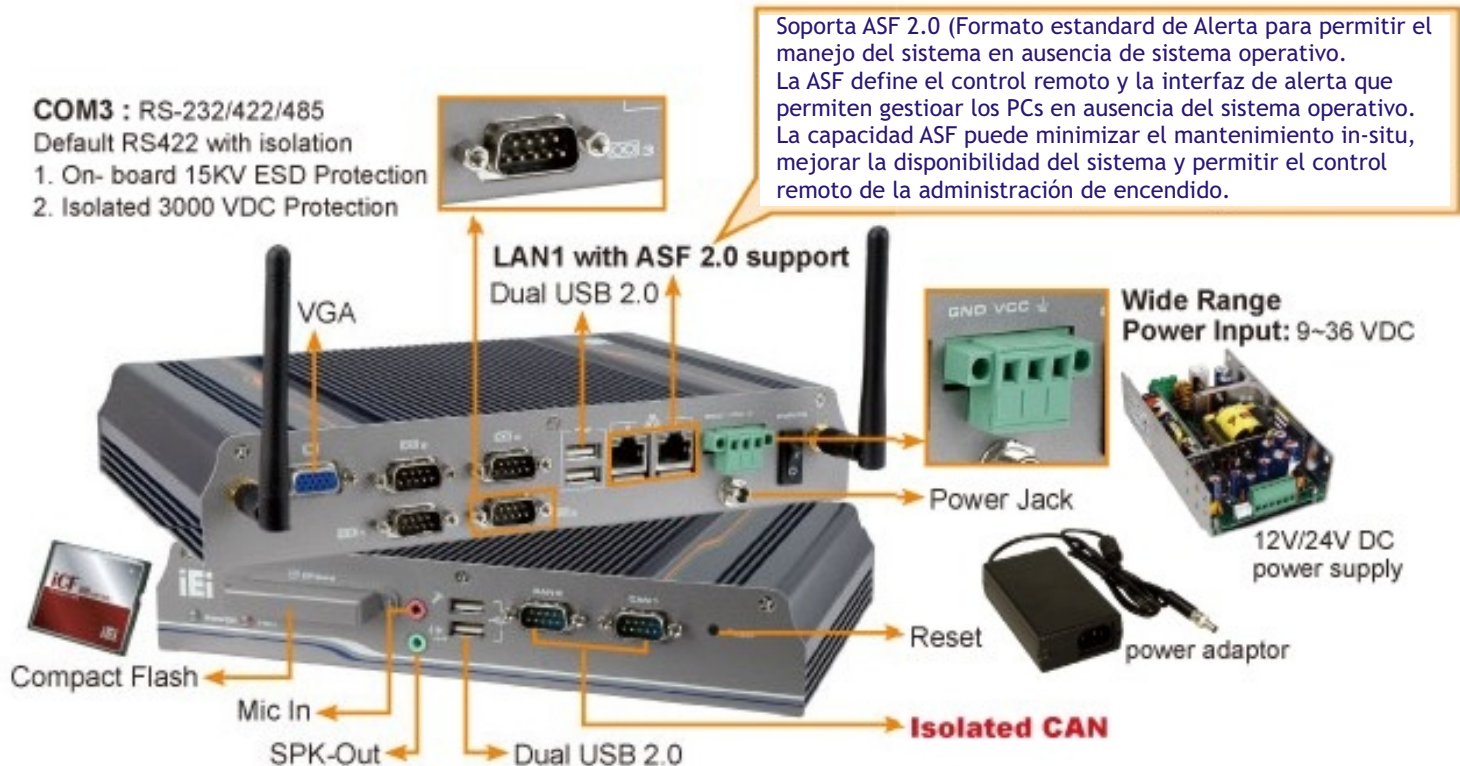 Soporta ASF 2.0 (Formato estandard de Alerta para permitir el
manejo del sistema en ausencia de sistema operativo.
La ASF define el control remoto y la interfaz de alerta que
permiten gestioar los PCs en ausencia del sistema operativo.
La capacidad ASF puede minimizar el mantenimiento in-situ,
mejorar la disponibilidad del sistema y permitir el control
remoto de la administración de encendido.
COM3 : RS-232/422/485
Default RS422 with isolation
1. On- board 15KV ESD Protection
2. Isolated 3000 VDC Protection
3
LAN1 with ASF 2.0 support
Dual USB 2.0
VGA
GND VCC
Wide Range
Power Input: 9~36 VDC
Power Jack
12V/24V DC
power supply
iCF
iEi
iEi
CAN1
Reset
power adaptor
Compact Flash
Mic In
SPK-Out
Dual USB 2.0
Isolated CAN